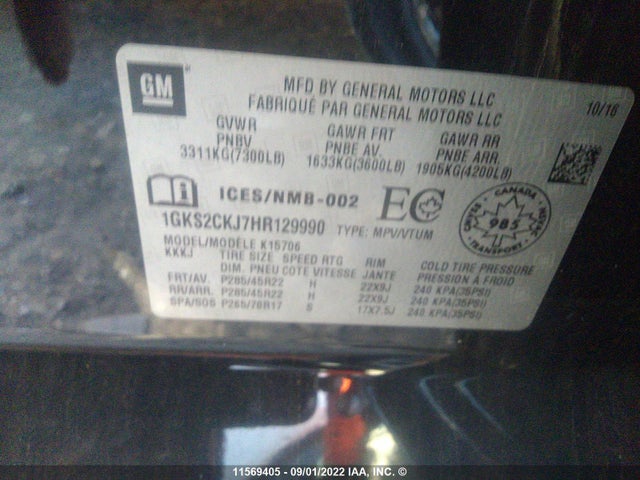 GM
MFD BY GENERAL MOTORS LLC
FABRIQUÉ PAR GENERAL MOTORS LLC
10/16
GVWR GAWR FRT GAWR RR
PNBV PNBE AV. PNBE ARR.
3311KG(7300LB) 1633KG(3600LB) 1905KG(4200LB)
ICES/NMB-002
EC
CANADA
985
TRANSPORT
1GKS2CKJ7HR129990 TYPE: MPV/VTUM
MODEL/MODÈLE K15706
KKKJ TIRE SIZE SPEED RTG RIM COLD TIRE PRESSURE
DIM. PNEU COTE VITESSE JANTE PRESSION À FROID
FRT/AV. P285/45R22 H 22X9J 240 KPA(35PSI)
RR/ARR. P285/45R22 H 22X9J 240 KPA(35PSI)
SPA/SOS P265/70R17 S 17X7.5J 240 KPA(35PSI)
11569405 - 09/01/2022 IAA, INC. ©